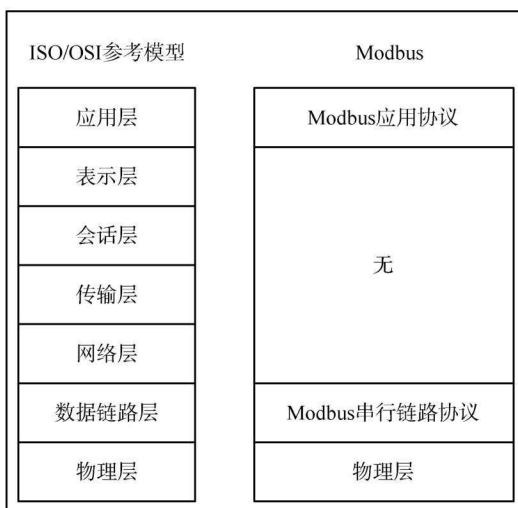 ISO/OSI参考模型 Modbus
应用层 Modbus应用协议
表示层
会话层
无
传输层
网络层
数据链路层 Modbus串行链路协议
物理层 物理层